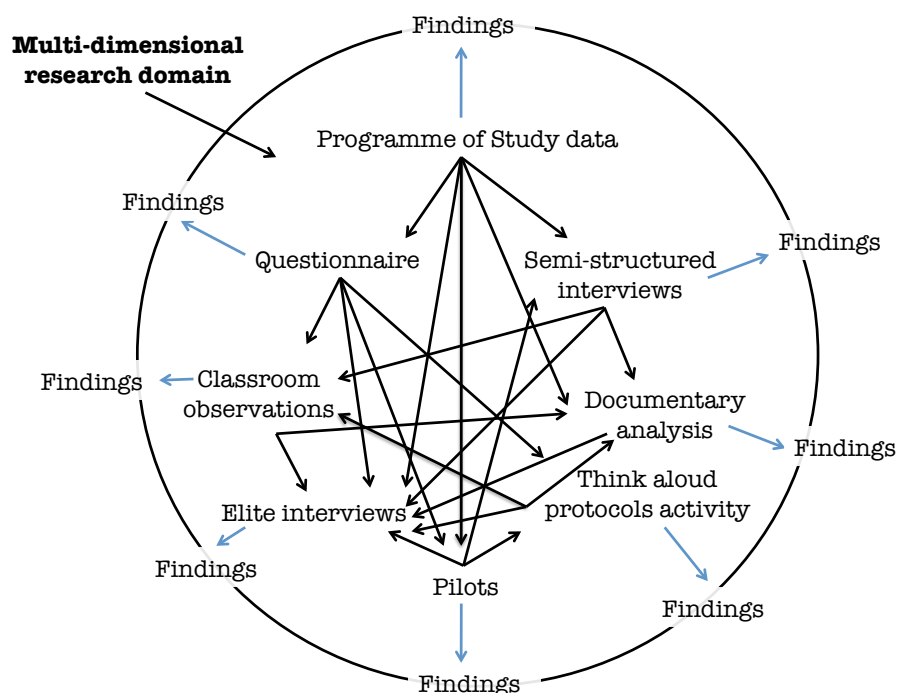 Findings
Multi-dimensional
research domain
Programme of Study data
Findings
Findings
Questionnaire
Semi-structured
interviews
Findings
Classroom
observations
Documentary
analysis
Findings
Think aloud
protocols activity
Elite interviews
Findings
Pilots
Findings
Findings